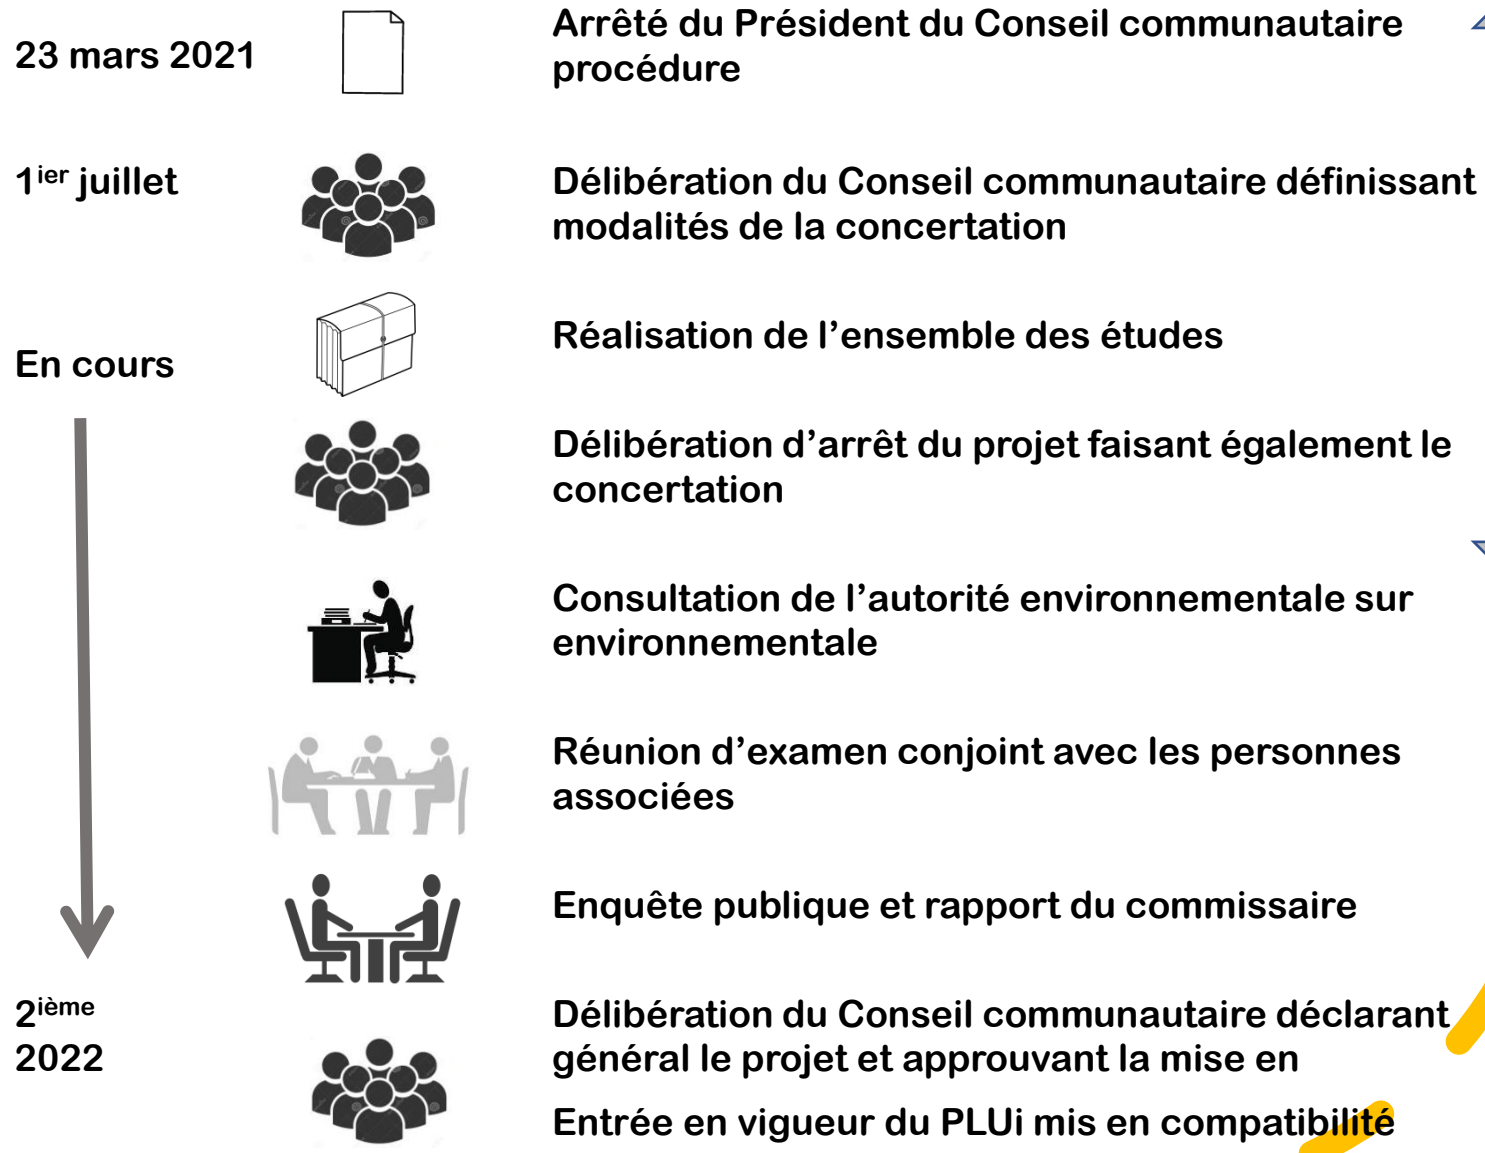 23 mars 2021
Arrêté du Président du Conseil communautaire
procédure
1ier juillet
Délibération du Conseil communautaire définissant
modalités de la concertation
En cours
Réalisation de l’ensemble des études
Délibération d’arrêt du projet faisant également le
concertation
Consultation de l’autorité environnementale sur
environnementale
Réunion d’examen conjoint avec les personnes
associées
Enquête publique et rapport du commissaire
2ième
2022
Délibération du Conseil communautaire déclarant
général le projet et approuvant la mise en
Entrée en vigueur du PLUi mis en compatibilité